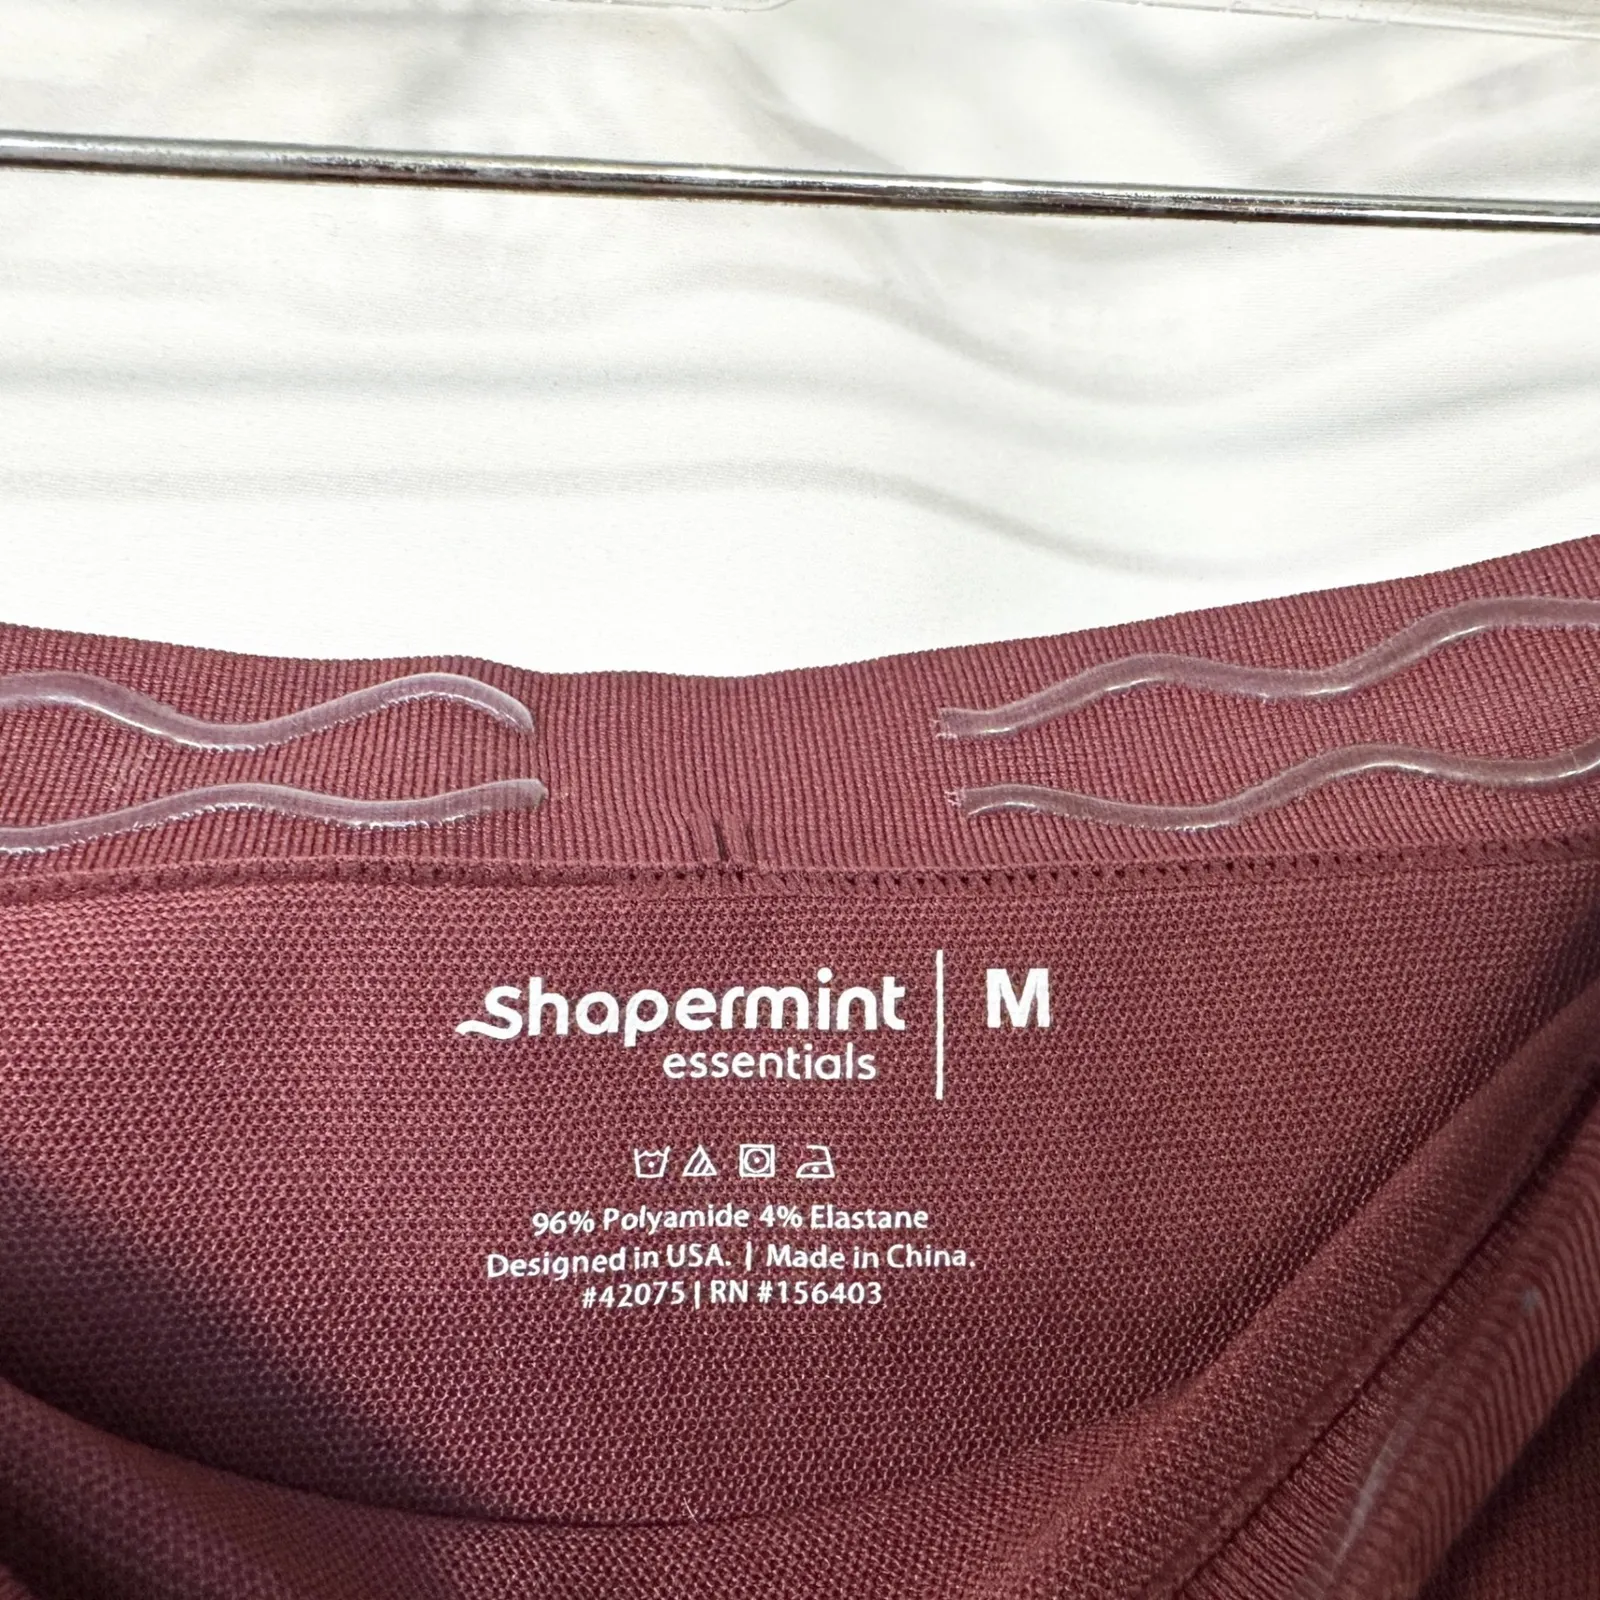 Shapermint | M
essentials
96% Polyamide 4% Elastane
Designed in USA. | Made in China.
#42075 | RN #156403